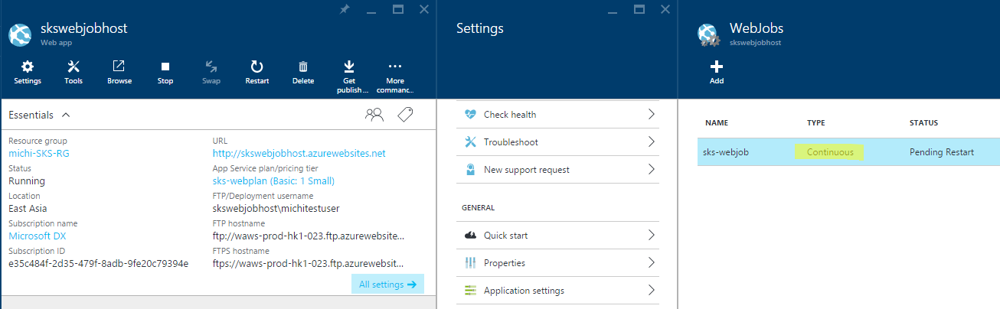 skswebjobhost
Web app
Settings
Tools
Browse
Stop
Swap
Restart
Delete
Get
publish ...
More
commanc...
Essentials
Resource group
michi-SKS-RG
Status
Running
Location
East Asia
Subscription name
Microsoft DX
Subscription ID
e35c484f-2d35-479f-8adb-9fe20c79394e
URL
http://skswebjobhost.azurewebsites.net
App Service plan/pricing tier
sks-webplan (Basic: 1 Small)
FTP/Deployment username
skswebjobhost\michitestuser
FTP hostname
ftp://waws-prod-hk1-023.ftp.azurewebsite...
FTPS hostname
ftps://waws-prod-hk1-023.ftp.azurewebsit...
All settings
Settings
Check health
Troubleshoot
New support request
GENERAL
Quick start
Properties
Application settings
WebJobs
skswebjobhost
Add
NAME TYPE STATUS
sks-webjob Continuous Pending Restart